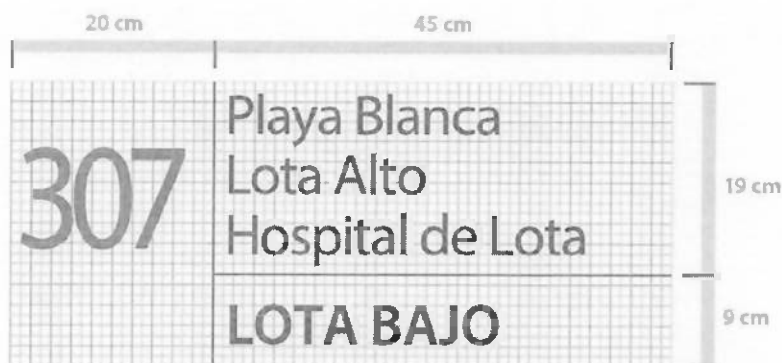 20 cm 45 cm
307
Playa Blanca
Lota Alto
Hospital de Lota
19 cm
LOTA BAJO
9 cm